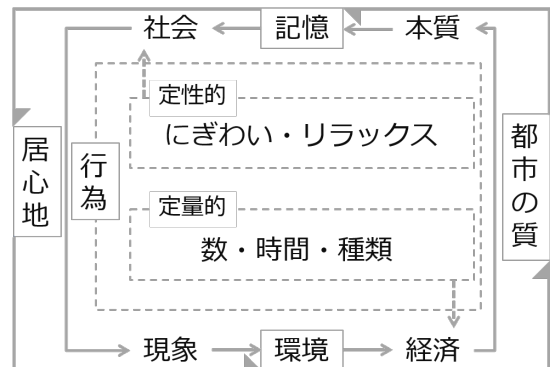 社会
記憶
本質
定性的
にぎわい・リラックス
居心地
行為
都市の質
定量的
数・時間・種類
現象
環境
経済